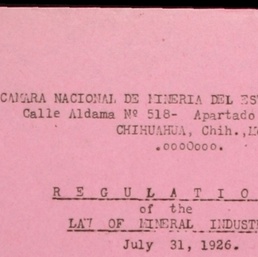 CAMARA NACIONAL DE MINERIA DEL ES
Calle Aldama Nº 518- Apartado
CHIHUAHUA, Chih.,
.ooOOooo.
R E G U L A T I O
of the
LAW OF MINERAL INDUST
July 31, 1926.